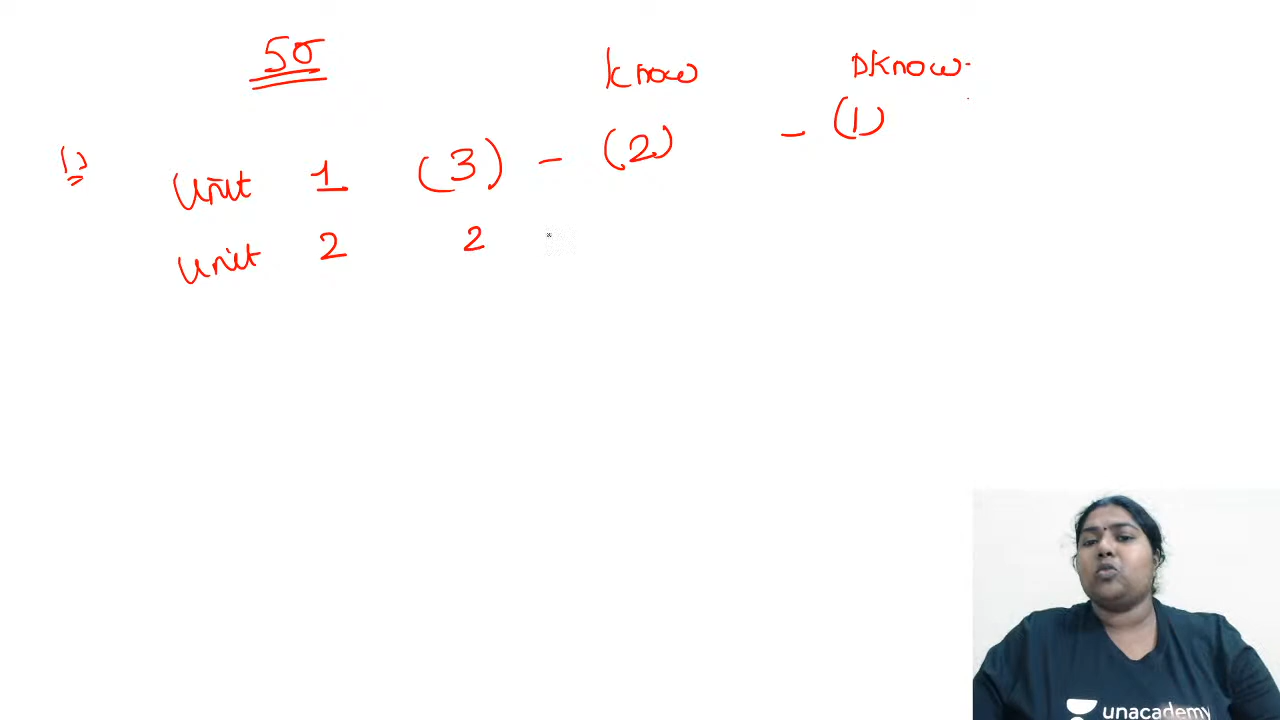 50
know
DKnow.
1)
Unit 1 (3) - (2) - (1)
Unit 2 2
unacademy